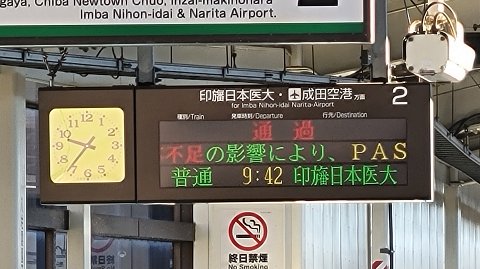 aya, Chiba Newtown Chuo, Inzai-makinohara
Imba Nihon-idai & Narita Airport.
印旛日本医大・成田空港方面 2
for Imba Nihon-idai Narita-Airport
種別/Train 発車時刻/Departure 行先/Destination
通過
不足の影響により、PAS
普通 9:42 印旛日本医大
終日禁煙
No Smoking